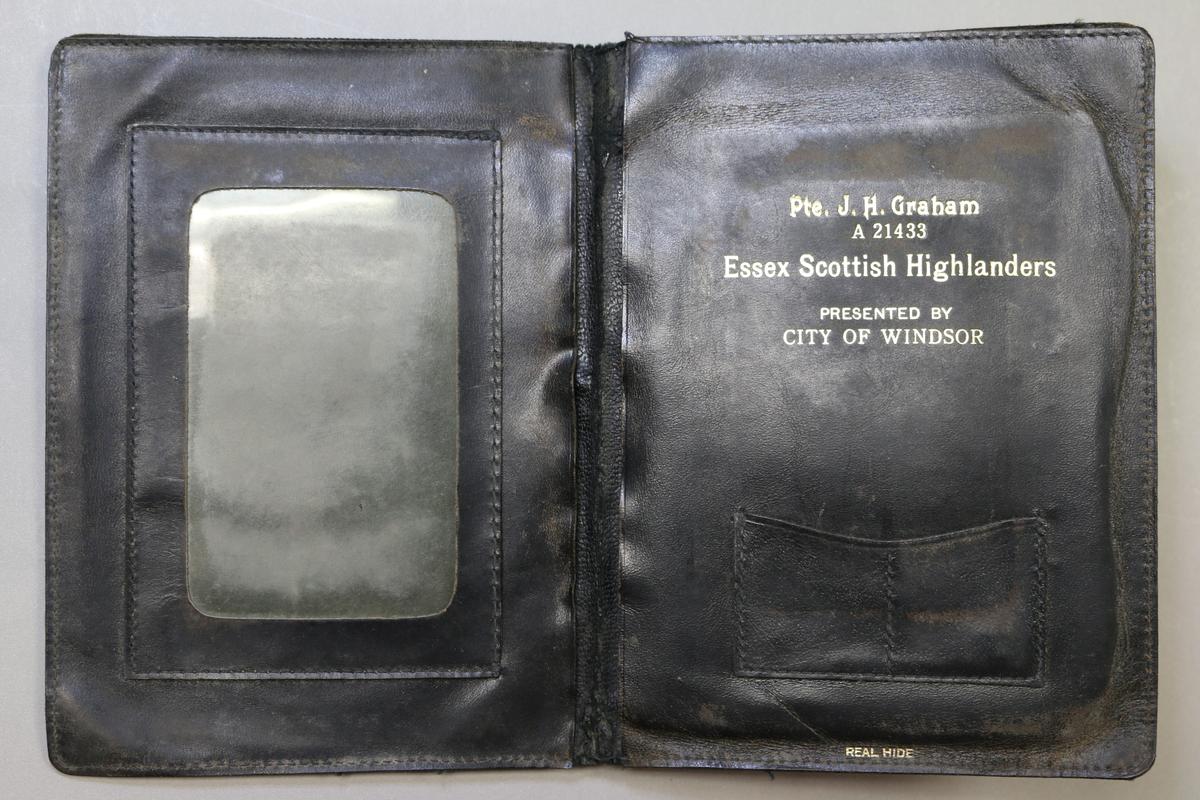 Pte. J. H. Graham
A 21433
Essex Scottish Highlanders
PRESENTED BY
CITY OF WINDSOR
REAL HIDE